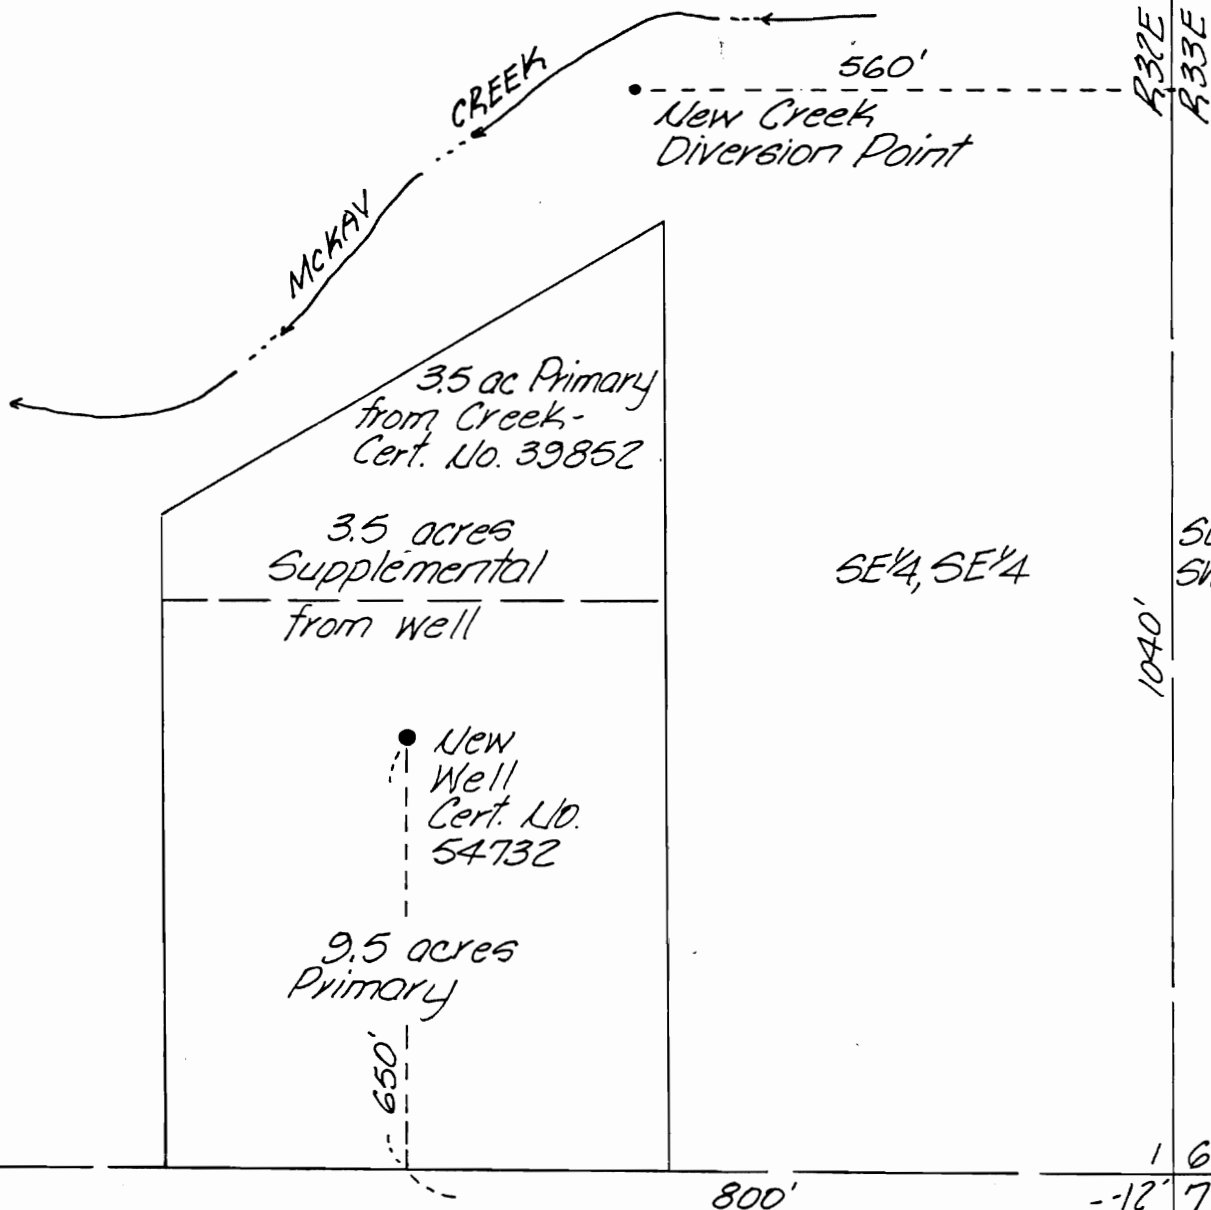 R32E
R33E
560'
New Creek
Diversion Point
CREEK
McKAY
3.5 ac Primary
from Creek-
Cert. No. 39852
3.5 acres
Supplemental
from well
SE¼, SE¼
1040'
New
Well
Cert. No.
54732
9.5 acres
Primary
650'
800'
1 6
12 7